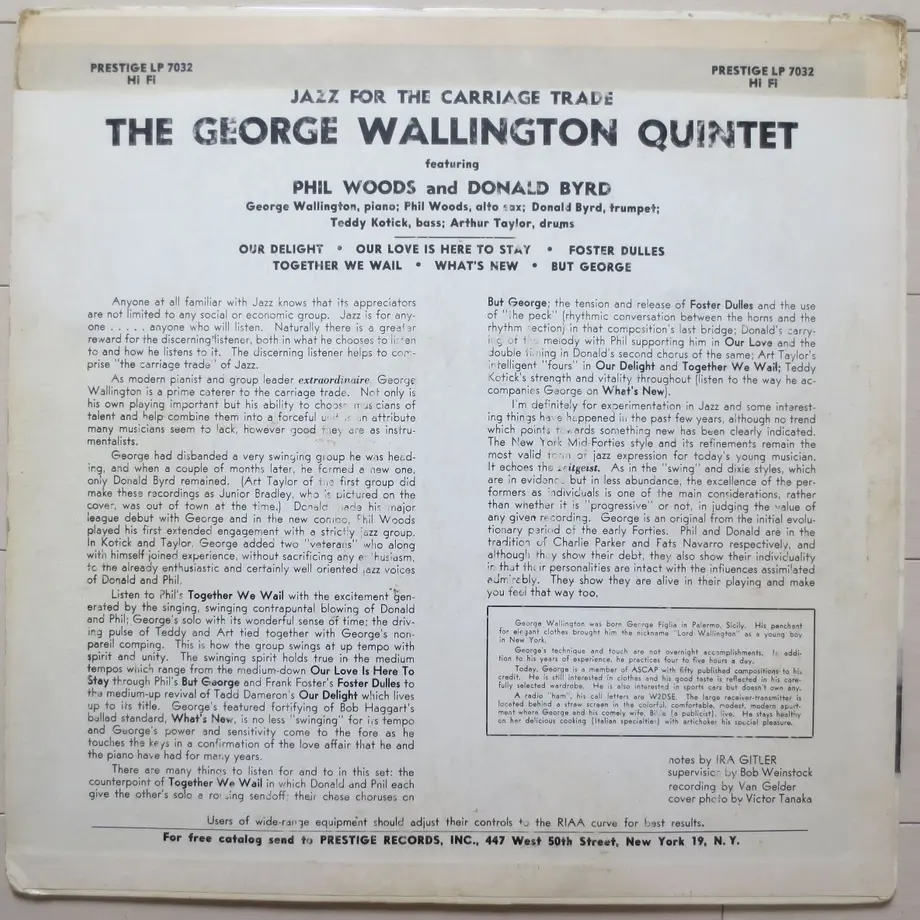 PRESTIGE LP 7032
Hi Fi
PRESTIGE LP 7032
Hi Fi
JAZZ FOR THE CARRIAGE TRADE
THE GEORGE WALLINGTON QUINTET
featuring
PHIL WOODS and DONALD BYRD
George Wallington, piano; Phil Woods, alto sax; Donald Byrd, trumpet;
Teddy Kotick, bass; Arthur Taylor, drums
OUR DELIGHT • OUR LOVE IS HERE TO STAY • FOSTER DULLES
TOGETHER WE WAIL • WHAT'S NEW • BUT GEORGE
Anyone at all familiar with Jazz knows that its appreciators
are not limited to any social or economic group. Jazz is for any-
one . . . . . anyone who will listen. Naturally there is a greater
reward for the discerning listener, both in what he chooses to listen
to and how he listens to it. The discerning listener helps to com-
prise "the carriage trade" of Jazz.
As modern pianist and group leader extraordinaire, George
Wallington is a prime caterer to the carriage trade. Not only is
his own playing important but his ability to choose musicians of
talent and help combine them into a forceful unit is an attribute
many musicians seem to lack, however good they are as instru-
mentalists.
George had disbanded a very swinging group he was head-
ing, and when a couple of months later, he formed a new one,
only Donald Byrd remained. (Art Taylor of the first group did
make these recordings as Junior Bradley, who is pictured on the
cover, was out of town at the time.) Donald made his major
league debut with George and in the new combo, Phil Woods
played his first extended engagement with a strictly jazz group.
In Kotick and Taylor, George added two "veterans" who along
with himself joined experience, without sacrificing any enthusiasm,
to the already enthusiastic and certainly well oriented jazz voices
of Donald and Phil.
Listen to Phil's Together We Wail with the excitement gen-
erated by the singing, swinging contrapuntal blowing of Donald
and Phil; George's solo with its wonderful sense of time; the driv-
ing pulse of Teddy and Art tied together with George's non-
pareil comping. This is how the group swings at up tempo with
spirit and unity. The swinging spirit holds true in the medium
tempos which range from the medium-down Our Love Is Here To
Stay through Phil's But George and Frank Foster's Foster Dulles to
the medium-up revival of Tadd Dameron's Our Delight which lives
up to its title. George's featured fortifying of Bob Haggart's
ballad standard, What's New, is no less "swinging" for its tempo
and George's power and sensitivity come to the fore as he
touches the keys in a confirmation of the love affair that he and
the piano have had for many years.
There are many things to listen for and to in this set: the
counterpoint of Together We Wail in which Donald and Phil each
give the other's solo a rousing sendoff; their chase choruses on
But George; the tension and release of Foster Dulles and the use
of "the peck" (rhythmic conversation between the horns and the
rhythm section) in that composition's last bridge; Donald's carry-
ing of the melody with Phil supporting him in Our Love and the
double timing in Donald's second chorus of the same; Art Taylor's
intelligent "fours" in Our Delight and Together We Wail; Teddy
Kotick's strength and vitality throughout (listen to the way he ac-
companies George on What's New).
I'm definitely for experimentation in Jazz and some interest-
ing things have happened in the past few years, although no trend
which points towards something new has been clearly indicated.
The New York Mid-Forties style and its refinements remain the
most valid form of jazz expression for today's young musician.
It echoes the zeitgeist. As in the "swing" and dixie styles, which
are in evidence but in less abundance, the excellence of the per-
formers as individuals is one of the main considerations, rather
than whether it is "progressive" or not, in judging the value of
any given recording. George is an original from the initial evolu-
tionary period of the early Forties. Phil and Donald are in the
tradition of Charlie Parker and Fats Navarro respectively, and
although they show their debt, they also show their individuality
in that their personalities are intact with the influences assimilated
admirably. They show they are alive in their playing and make
you feel that way too.
George Wallington was born George Figlia in Palermo, Sicily. His penchant
for elegant clothes brought him the nickname "Lord Wallington" as a young boy
in New York.
George's technique and touch are not overnight accomplishments. In addi-
tion to his years of experience, he practices four to five hours a day.
Today, George is a member of ASCAP with fifty published compositions to his
credit. He is still interested in clothes and his good taste is reflected in his care-
fully selected wardrobe. He is also interested in sports cars but doesn't own any.
A radio "ham", his call letters are W2DSE. The large receiver-transmitter is
located behind a straw screen in the colorful, comfortable, modest, modern apart-
ment where George and his comely wife, Billie (a publicist), live. He stays healthy
on her delicious cooking (Italian specialties) with artichokes his special pleasure.
notes by IRA GITLER
supervision by Bob Weinstock
recording by Van Gelder
cover photo by Victor Tanaka
Users of wide-range equipment should adjust their controls to the RIAA curve for best results.
For free catalog send to PRESTIGE RECORDS, INC., 447 West 50th Street, New York 19, N. Y.